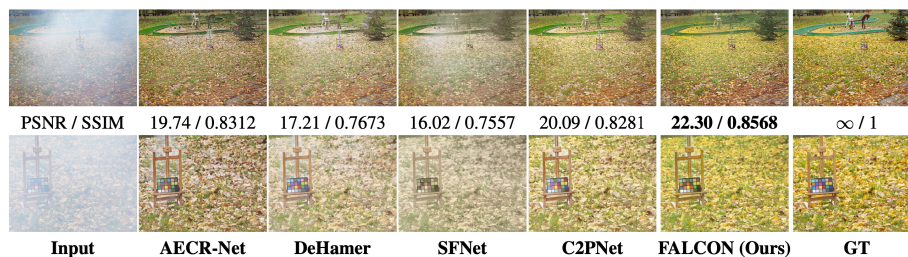 PSNR / SSIM 19.74 / 0.8312 17.21 / 0.7673 16.02 / 0.7557 20.09 / 0.8281 22.30 / 0.8568 ∞ / 1
Input AECR-Net DeHamer SFNet C2PNet FALCON (Ours) GT